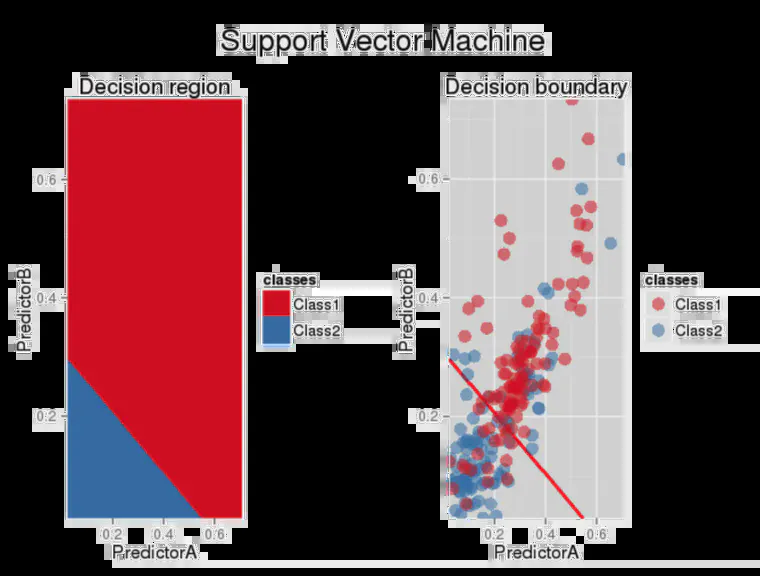 Support Vector Machine
Decision region
0.6
0.4
0.2
PredictorB
0.2 0.4 0.6
PredictorA
classes
Class1
Class2
Decision boundary
0.6
0.4
0.2
PredictorB
0.2 0.4 0.6
PredictorA
classes
Class1
Class2